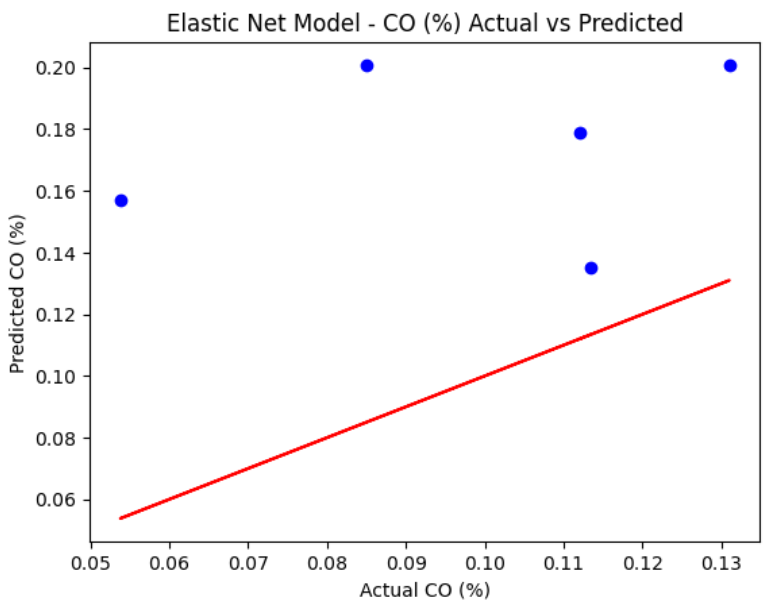 Elastic Net Model - CO (%) Actual vs Predicted
Predicted CO (%)
0.20
0.18
0.16
0.14
0.12
0.10
0.08
0.06
0.05 0.06 0.07 0.08 0.09 0.10 0.11 0.12 0.13
Actual CO (%)